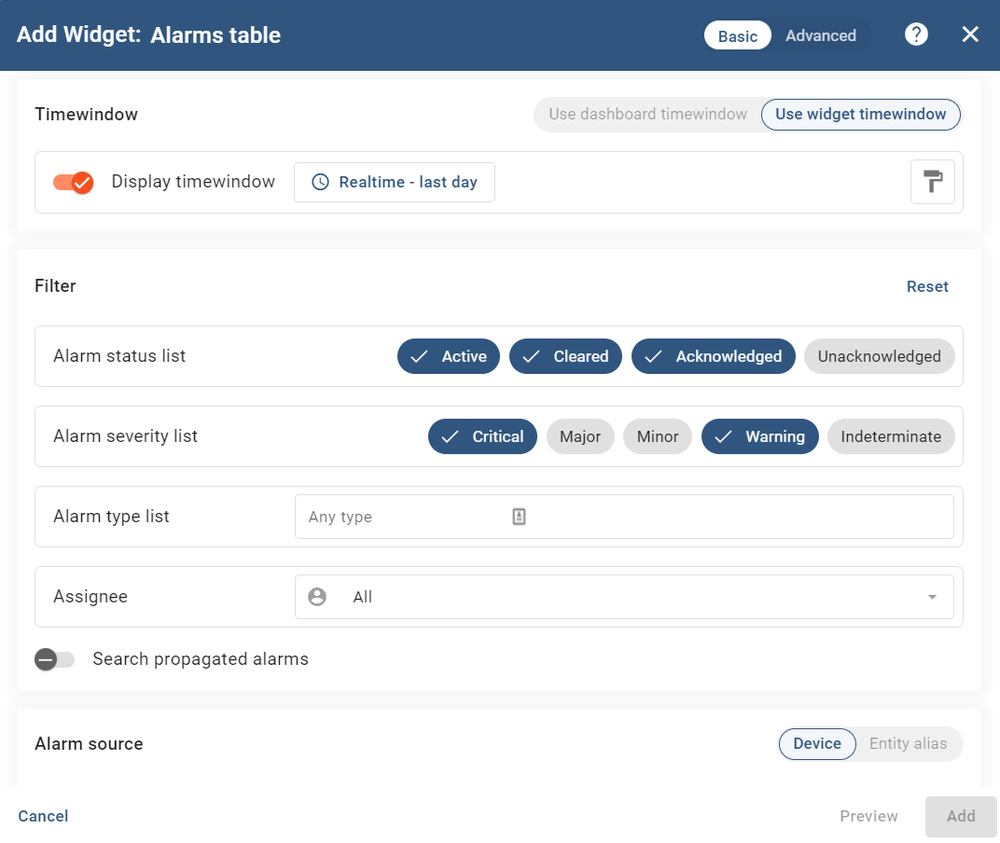 Add Widget: Alarms table Basic Advanced ?
Timewindow Use dashboard timewindow Use widget timewindow
Display timewindow Realtime - last day
Filter Reset
Alarm status list Active Cleared Acknowledged Unacknowledged
Alarm severity list Critical Major Minor Warning Indeterminate
Alarm type list Any type
Assignee All
Search propagated alarms
Alarm source Device Entity alias
Cancel Preview Add